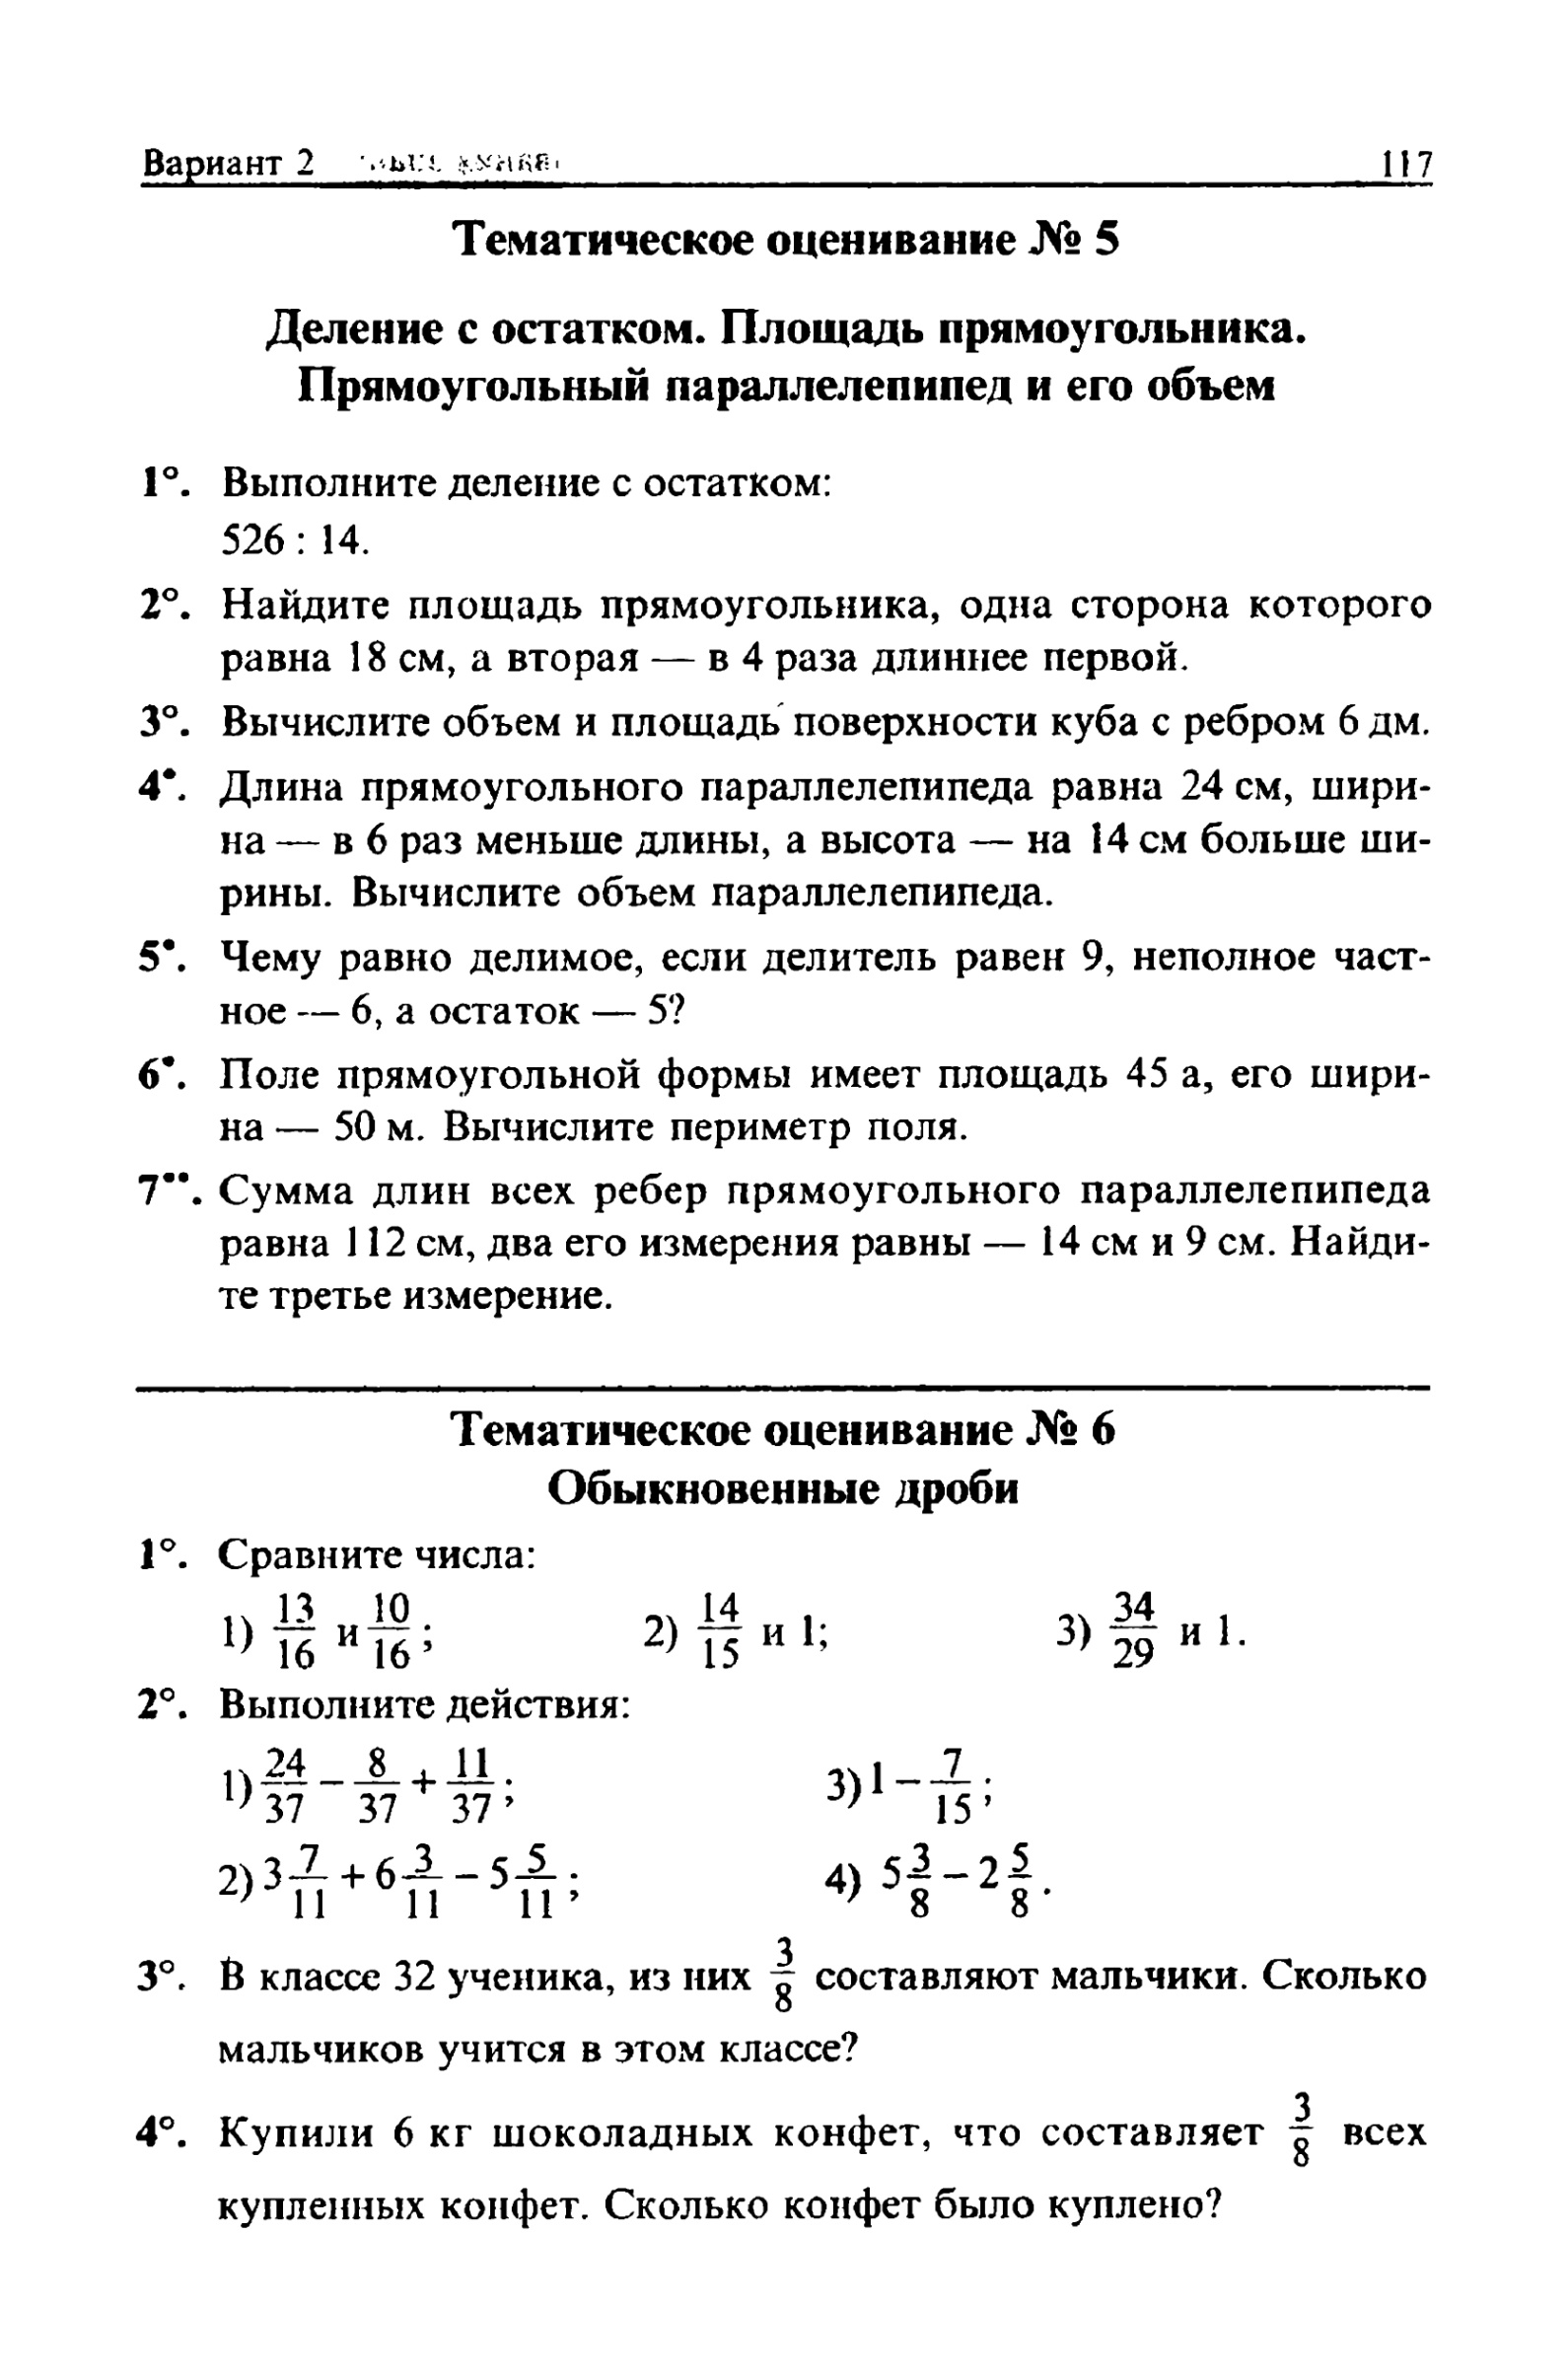 Вариант 2
117
Тематическое оценивание № 5
Деление с остатком. Площадь прямоугольника.
Прямоугольный параллелепипед и его объем
1°. Выполните деление с остатком:
526 : 14.
2°. Найдите площадь прямоугольника, одна сторона которого
равна 18 см, а вторая — в 4 раза длиннее первой.
3°. Вычислите объем и площадь поверхности куба с ребром 6 дм.
4•. Длина прямоугольного параллелепипеда равна 24 см, шири-
на — в 6 раз меньше длины, а высота — на 14 см больше ши-
рины. Вычислите объем параллелепипеда.
5•. Чему равно делимое, если делитель равен 9, неполное част-
ное — 6, а остаток — 5?
6•. Поле прямоугольной формы имеет площадь 45 а, его шири-
на — 50 м. Вычислите периметр поля.
7••. Сумма длин всех ребер прямоугольного параллелепипеда
равна 112 см, два его измерения равны — 14 см и 9 см. Найди-
те третье измерение.
Тематическое оценивание № 6
Обыкновенные дроби
1°. Сравните числа:
1) 13/16 и 10/16; 2) 14/15 и 1; 3) 34/29 и 1.
2°. Выполните действия:
1) 24/37 − 8/37 + 11/37; 3) 1 − 7/15;
2) 3 7/11 + 6 3/11 − 5 5/11; 4) 5 3/8 − 2 5/8.
3°. В классе 32 ученика, из них 3/8 составляют мальчики. Сколько
мальчиков учится в этом классе?
4°. Купили 6 кг шоколадных конфет, что составляет 3/8 всех
купленных конфет. Сколько конфет было куплено?